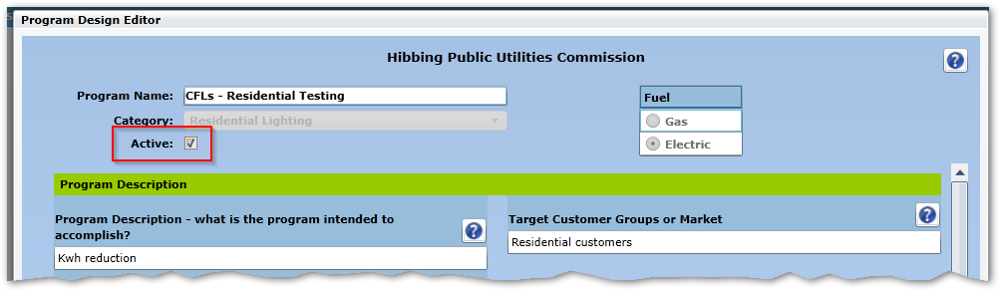 Program Design Editor
Hibbing Public Utilities Commission
Program Name: CFLs - Residential Testing
Fuel
Category: Residential Lighting
Gas
Active:
Electric
Program Description
Program Description - what is the program intended to
accomplish?
Kwh reduction
Target Customer Groups or Market
Residential customers